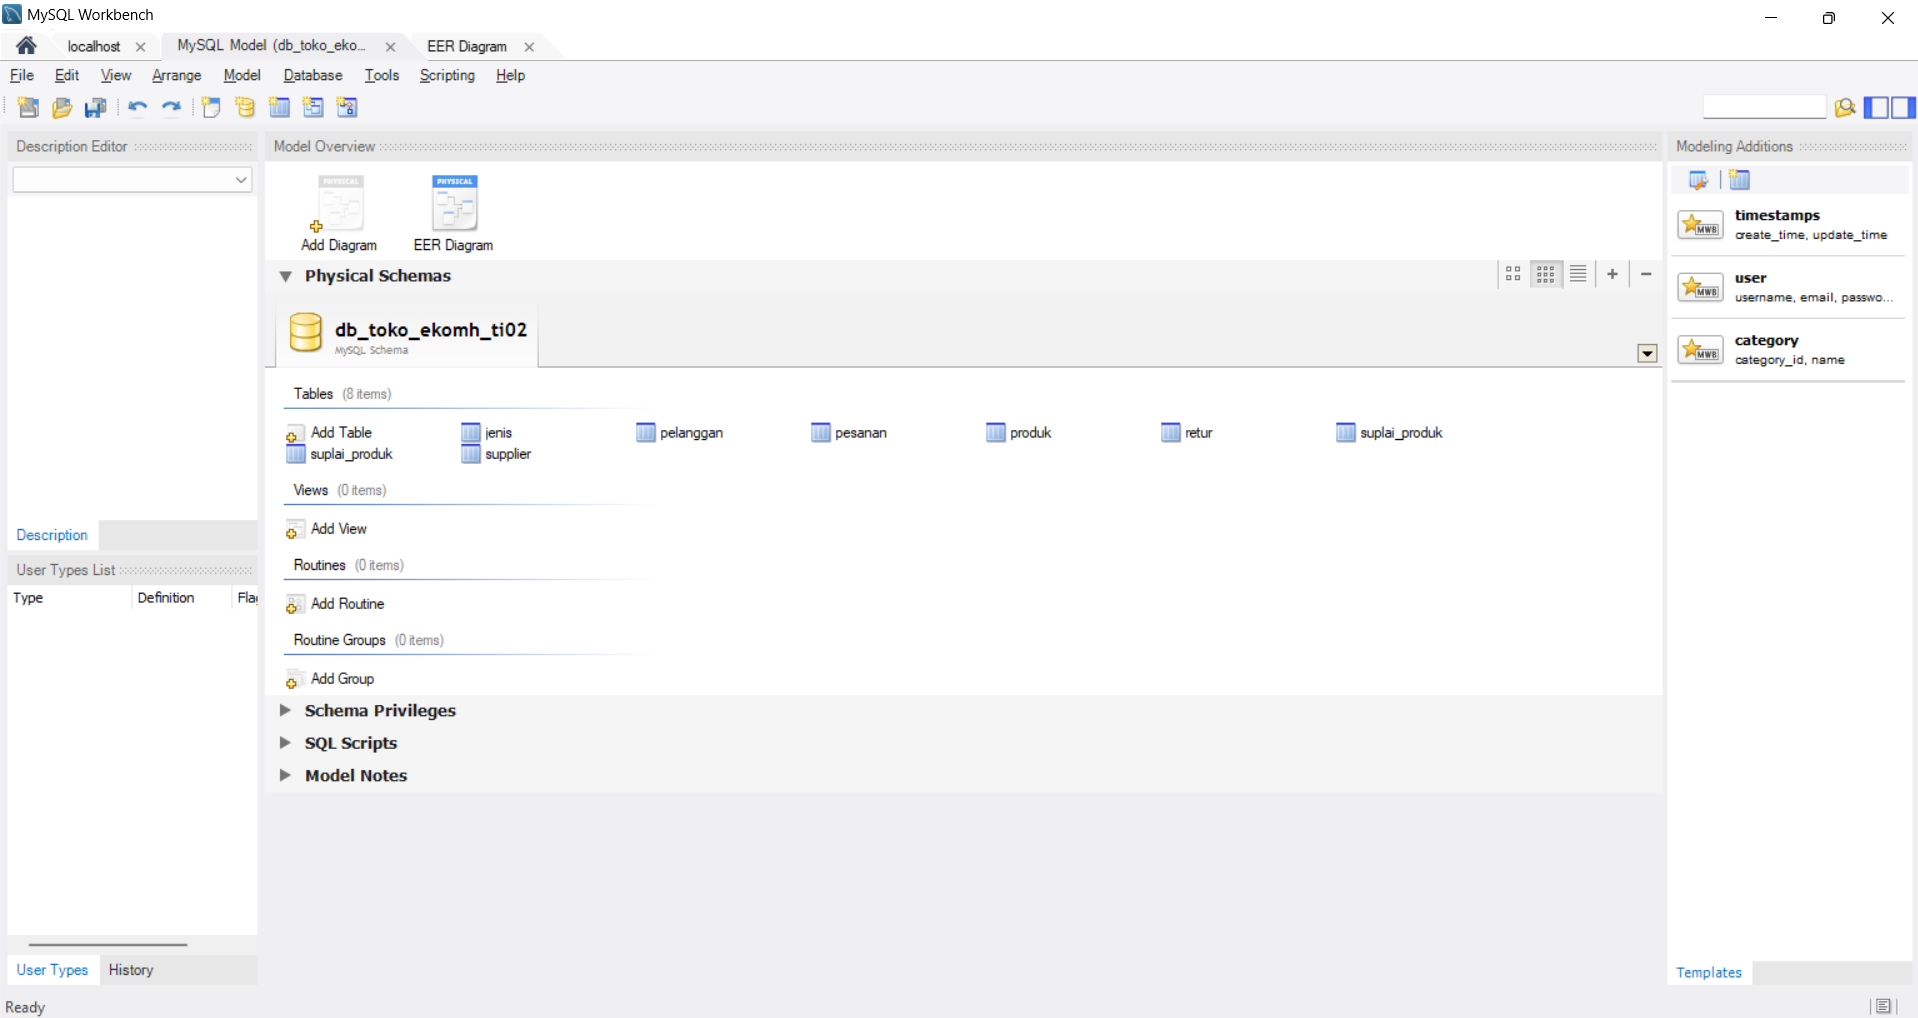 MySQL Workbench
localhost
MySQL Model (db_toko_eko...
EER Diagram
File Edit View Arrange Model Database Tools Scripting Help
Description Editor
Model Overview
Modeling Additions
PHYSICAL
PHYSICAL
Add Diagram
EER Diagram
Physical Schemas
db_toko_ekomh_ti02
MySQL Schema
Tables (8 items)
Add Table
jenis
pelanggan
pesanan
produk
retur
suplai_produk
suplai_produk
supplier
Views (0 items)
Add View
Routines (0 items)
Add Routine
Routine Groups (0 items)
Add Group
Schema Privileges
SQL Scripts
Model Notes
Description
User Types List
Type Definition Flag
User Types History
MWB
timestamps
create_time, update_time
MWB
user
username, email, passwo...
MWB
category
category_id, name
Templates
Ready